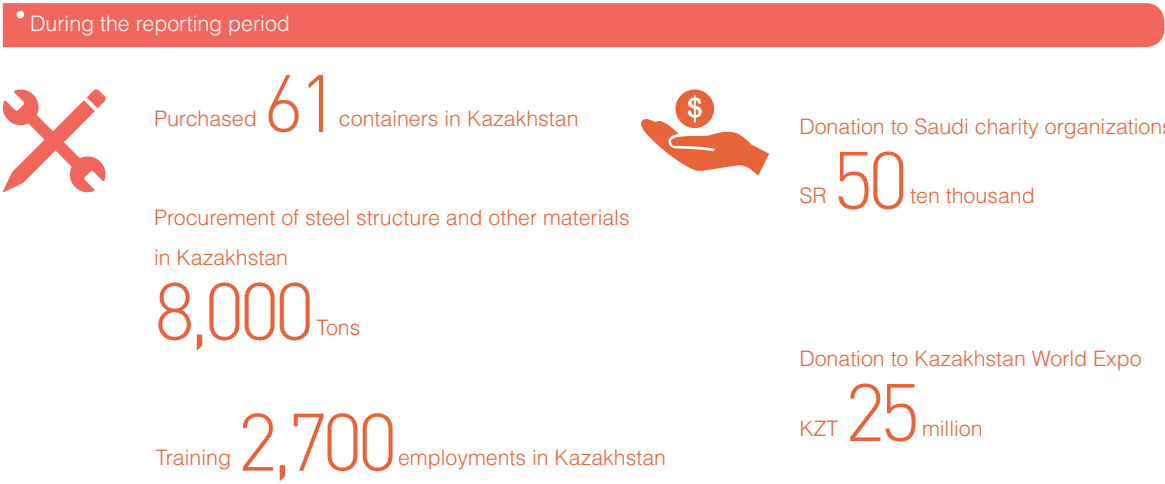 • During the reporting period
Purchased 61 containers in Kazakhstan
Procurement of steel structure and other materials
in Kazakhstan
8,000 Tons
Training 2,700 employments in Kazakhstan
$
Donation to Saudi charity organizations
SR 50 ten thousand
Donation to Kazakhstan World Expo
KZT 25 million